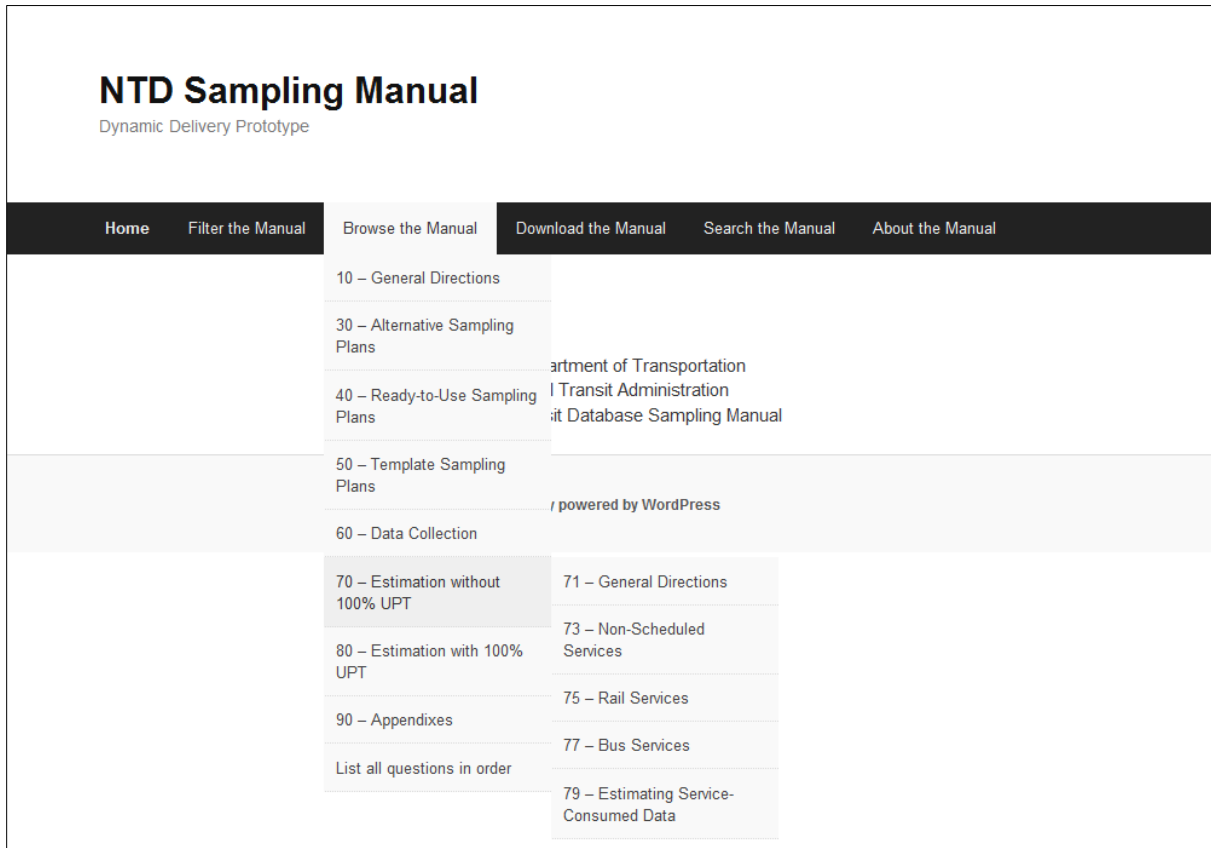 NTD Sampling Manual
Dynamic Delivery Prototype
Home Filter the Manual Browse the Manual Download the Manual Search the Manual About the Manual
10 – General Directions
30 – Alternative Sampling
Plans
40 – Ready-to-Use Sampling
Plans
50 – Template Sampling
Plans
60 – Data Collection
70 – Estimation without
100% UPT
80 – Estimation with 100%
UPT
90 – Appendixes
List all questions in order
71 – General Directions
73 – Non-Scheduled
Services
75 – Rail Services
77 – Bus Services
79 – Estimating Service-
Consumed Data
of Transportation
Transit Administration
Database Sampling Manual
powered by WordPress